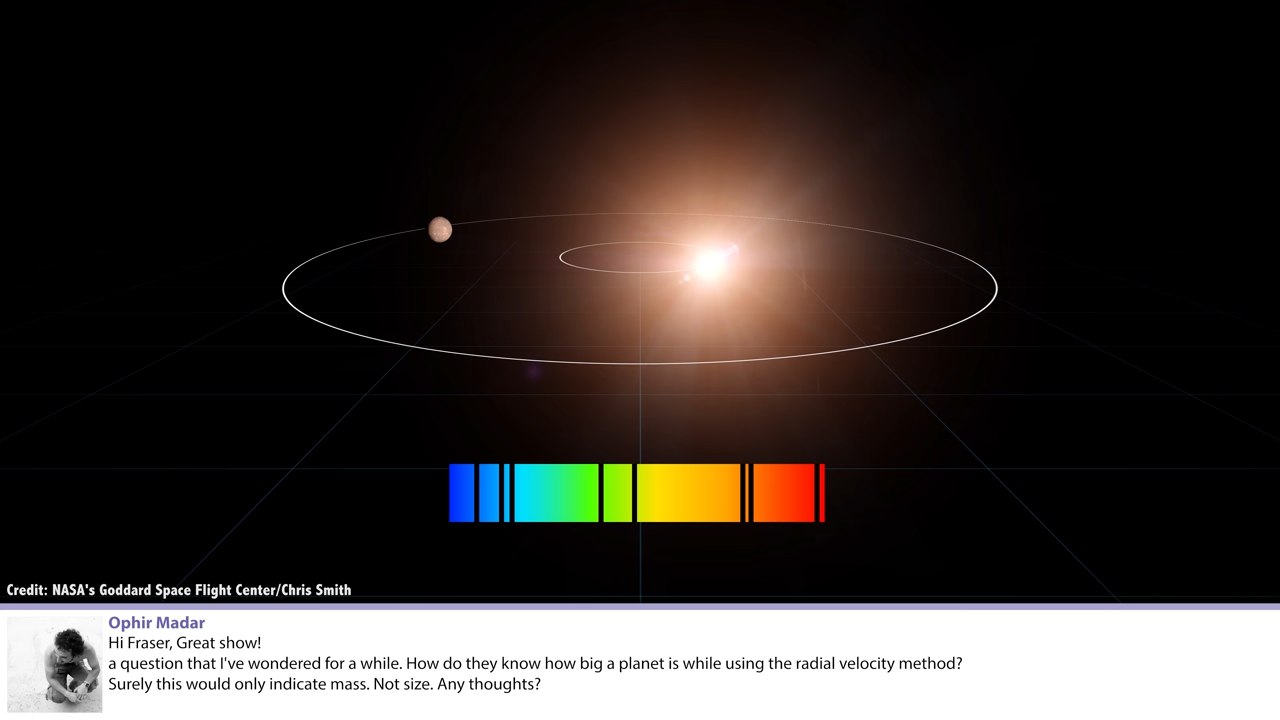 Credit: NASA's Goddard Space Flight Center/Chris Smith
Ophir Madar
Hi Fraser, Great show!
a question that I've wondered for a while. How do they know how big a planet is while using the radial velocity method?
Surely this would only indicate mass. Not size. Any thoughts?